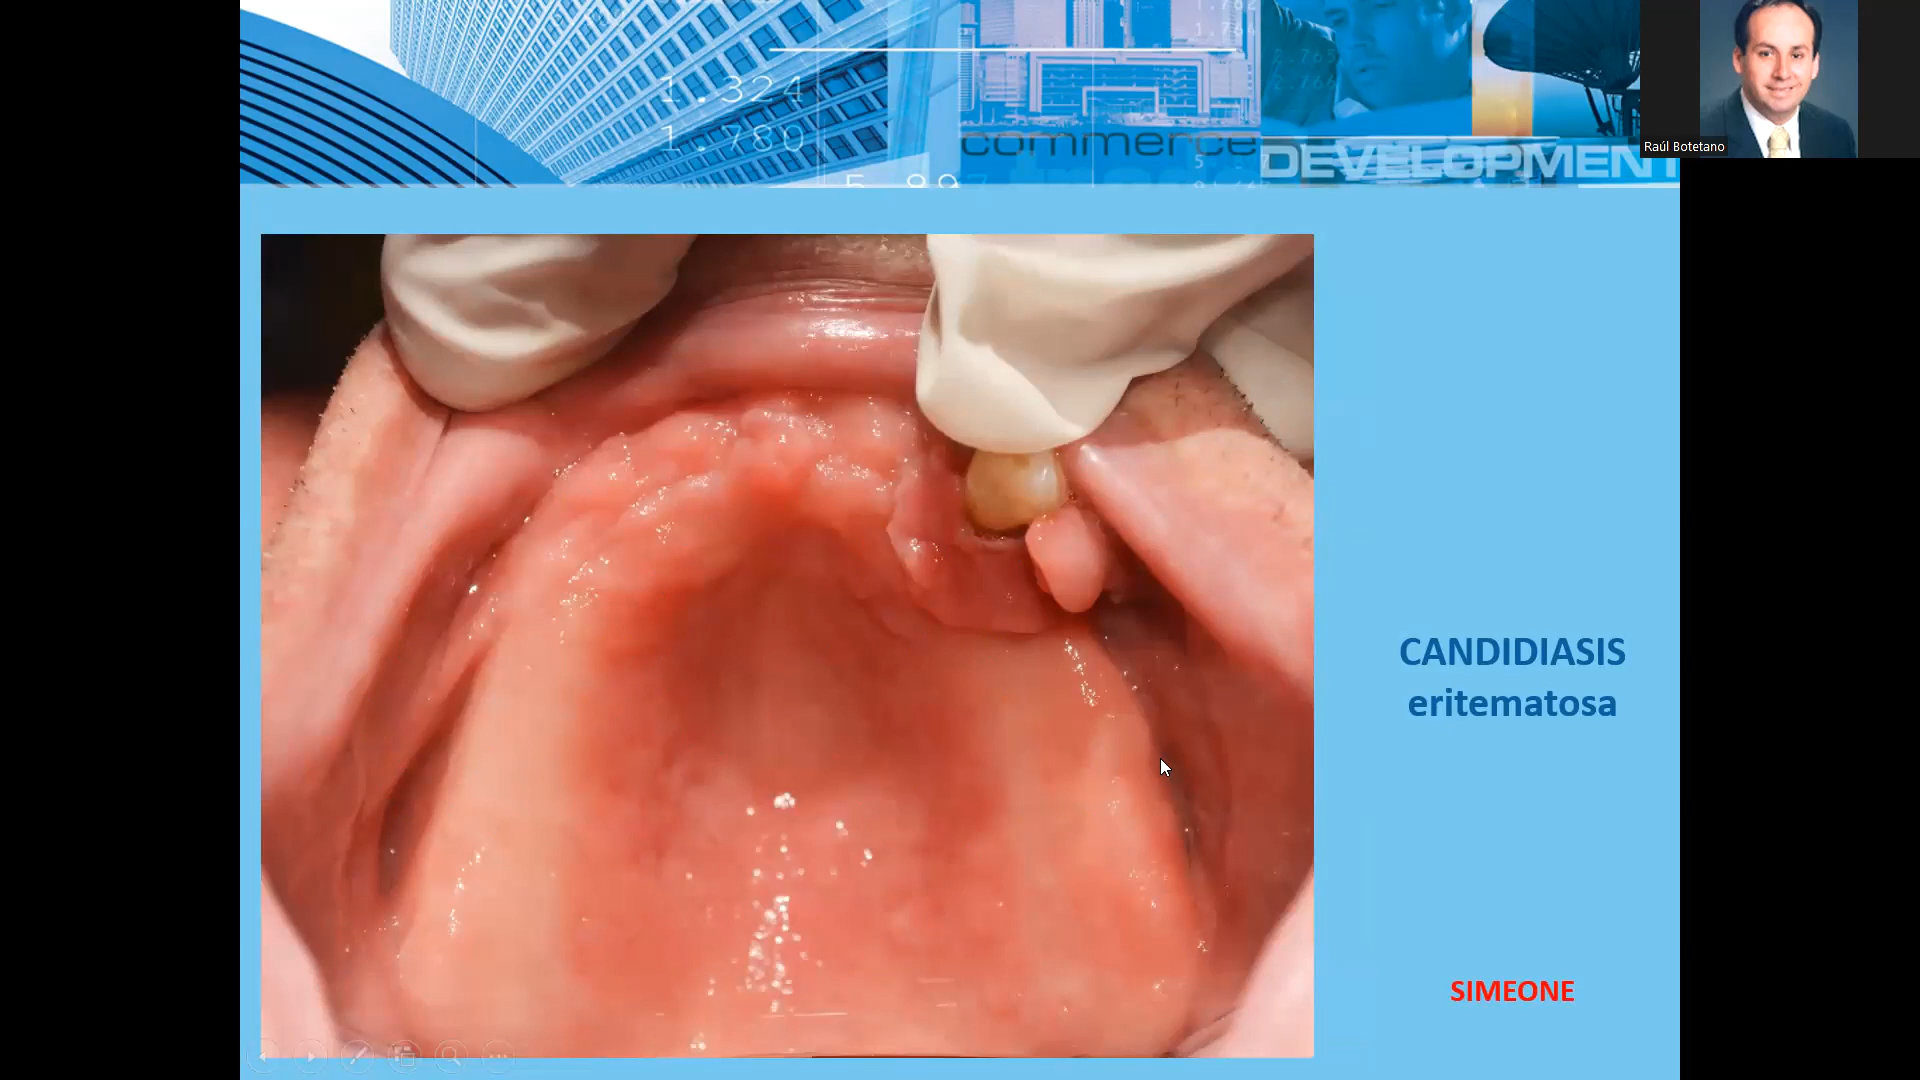 1.324
1.780
commerce
DEVELOPMENT
Raúl Botetano
CANDIDIASIS
eritematosa
SIMEONE